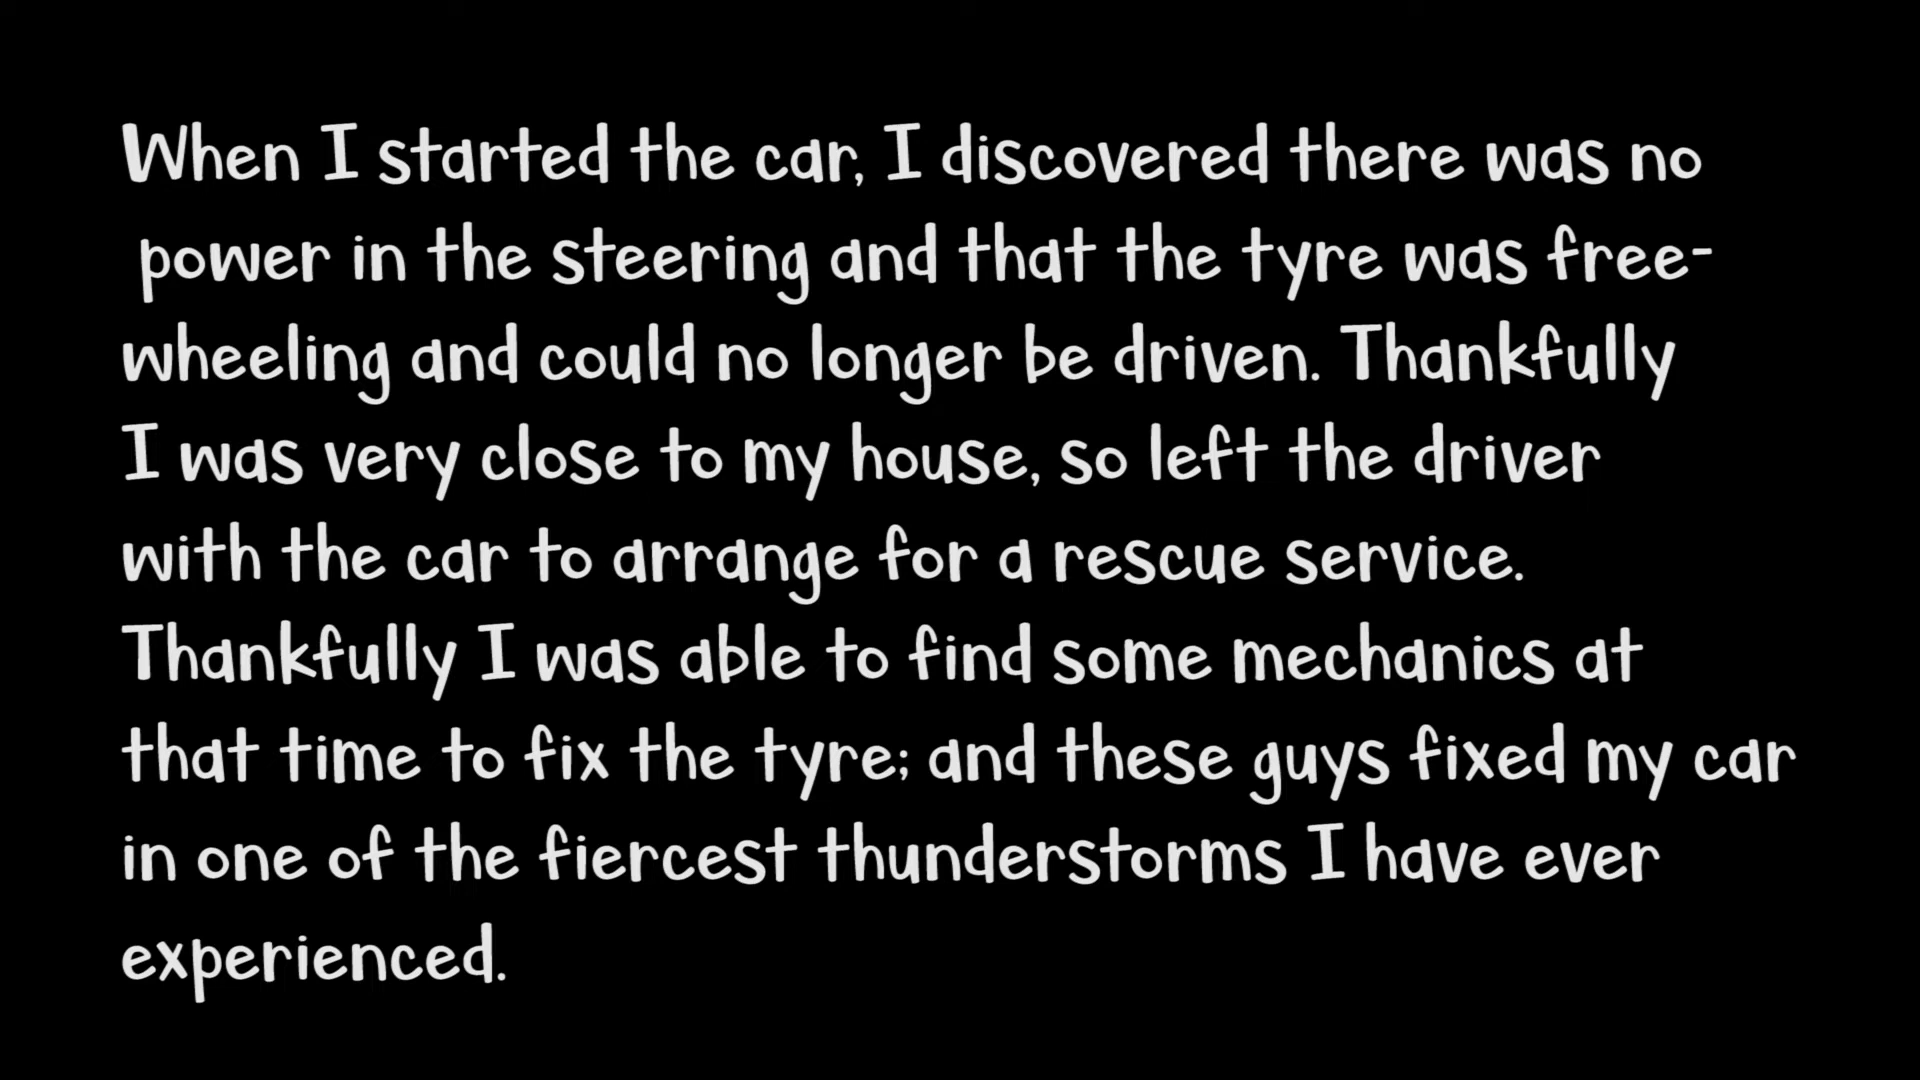 When I started the car, I discovered there was no
power in the steering and that the tyre was free-
wheeling and could no longer be driven. Thankfully
I was very close to my house, so left the driver
with the car to arrange for a rescue service.
Thankfully I was able to find some mechanics at
that time to fix the tyre; and these guys fixed my car
in one of the fiercest thunderstorms I have ever
experienced.